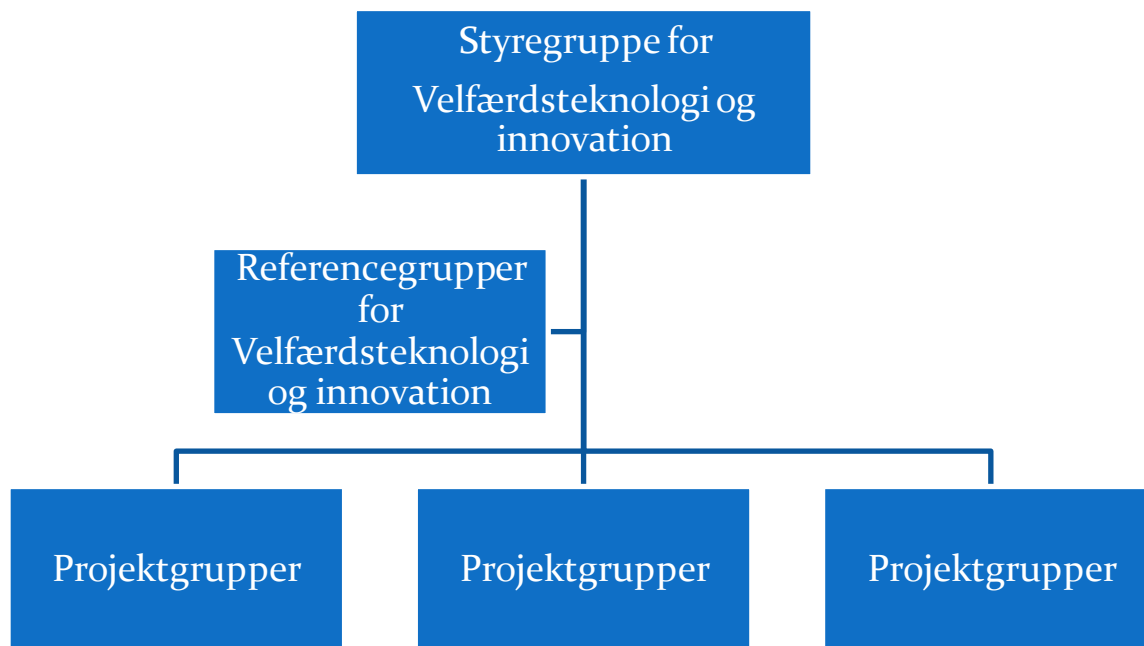 Styregruppe for
Velfærdsteknologi og
innovation
Referencegrupper
for
Velfærdsteknologi
og innovation
Projektgrupper
Projektgrupper
Projektgrupper